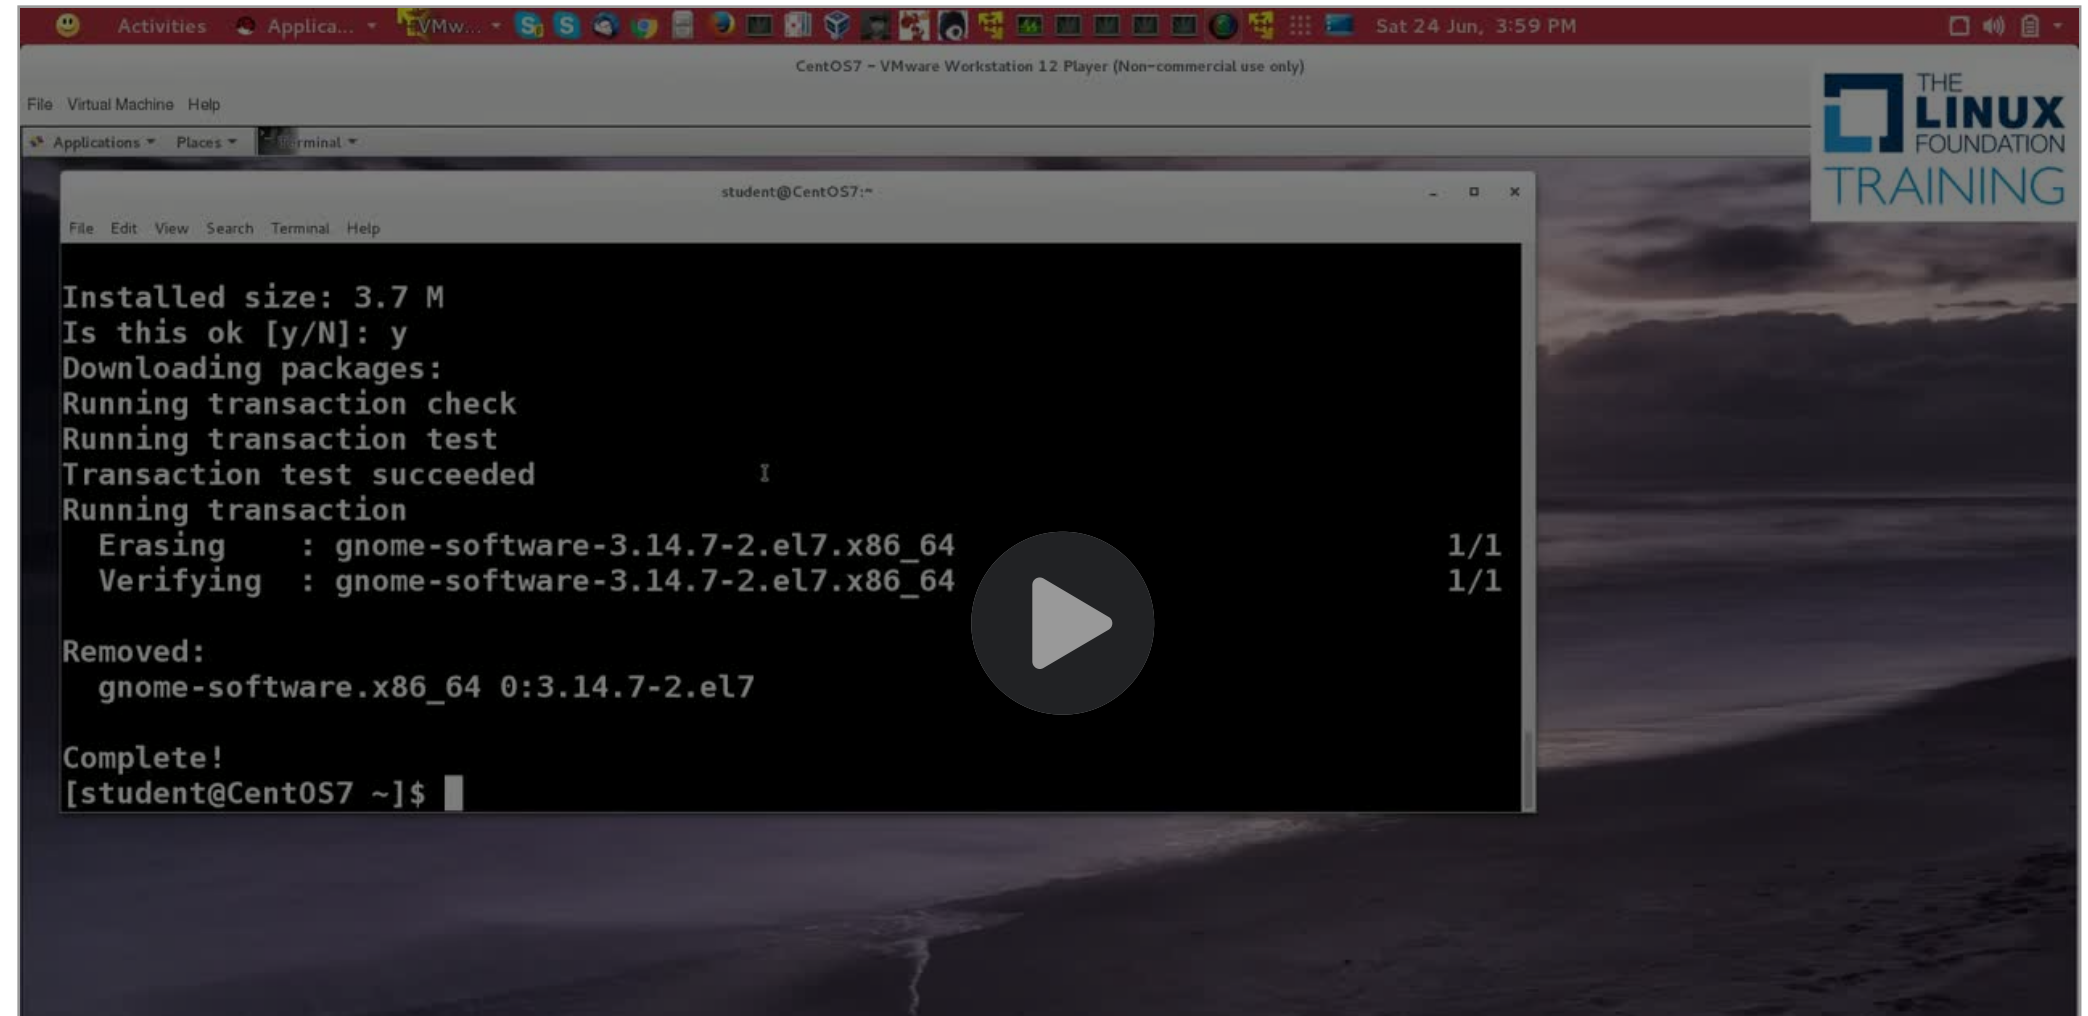 Activities Applica... VMw... Sat 24 Jun, 3:59 PM
CentOS7 - VMware Workstation 12 Player (Non-commercial use only)
File Virtual Machine Help
Applications Places rminal
THE
LINUX
FOUNDATION
TRAINING
student@CentOS7:~
File Edit View Search Terminal Help
Installed size: 3.7 M
Is this ok [y/N]: y
Downloading packages:
Running transaction check
Running transaction test
Transaction test succeeded
Running transaction
Erasing : gnome-software-3.14.7-2.el7.x86_64 1/1
Verifying : gnome-software-3.14.7-2.el7.x86_64 1/1
Removed:
gnome-software.x86_64 0:3.14.7-2.el7
Complete!
[student@CentOS7 ~]$